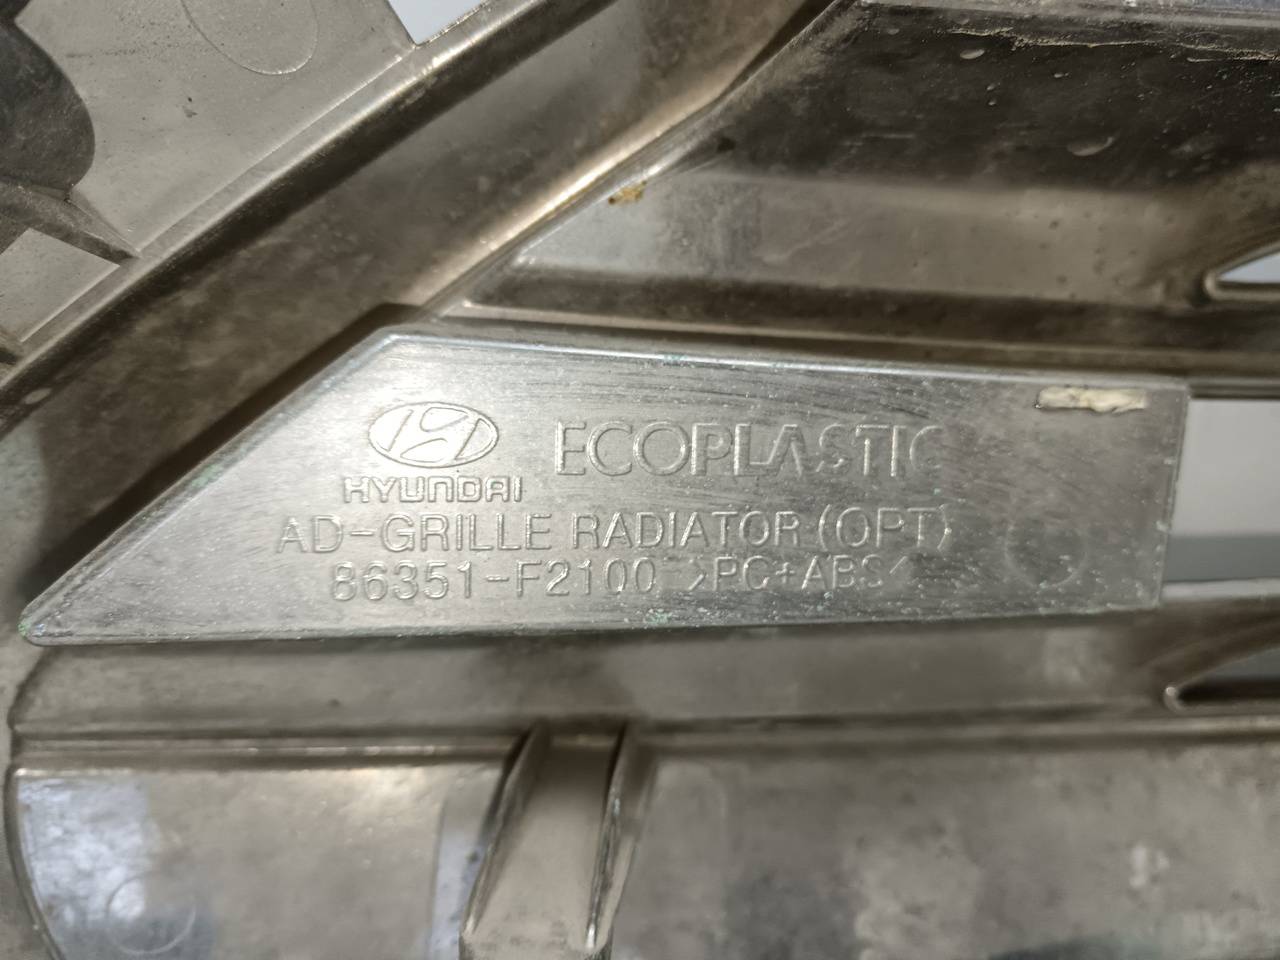 HYUNDAI ECOPLASTIC
AD-GRILLE RADIATOR (OPT)
86351-F2100 >PC+ABS<